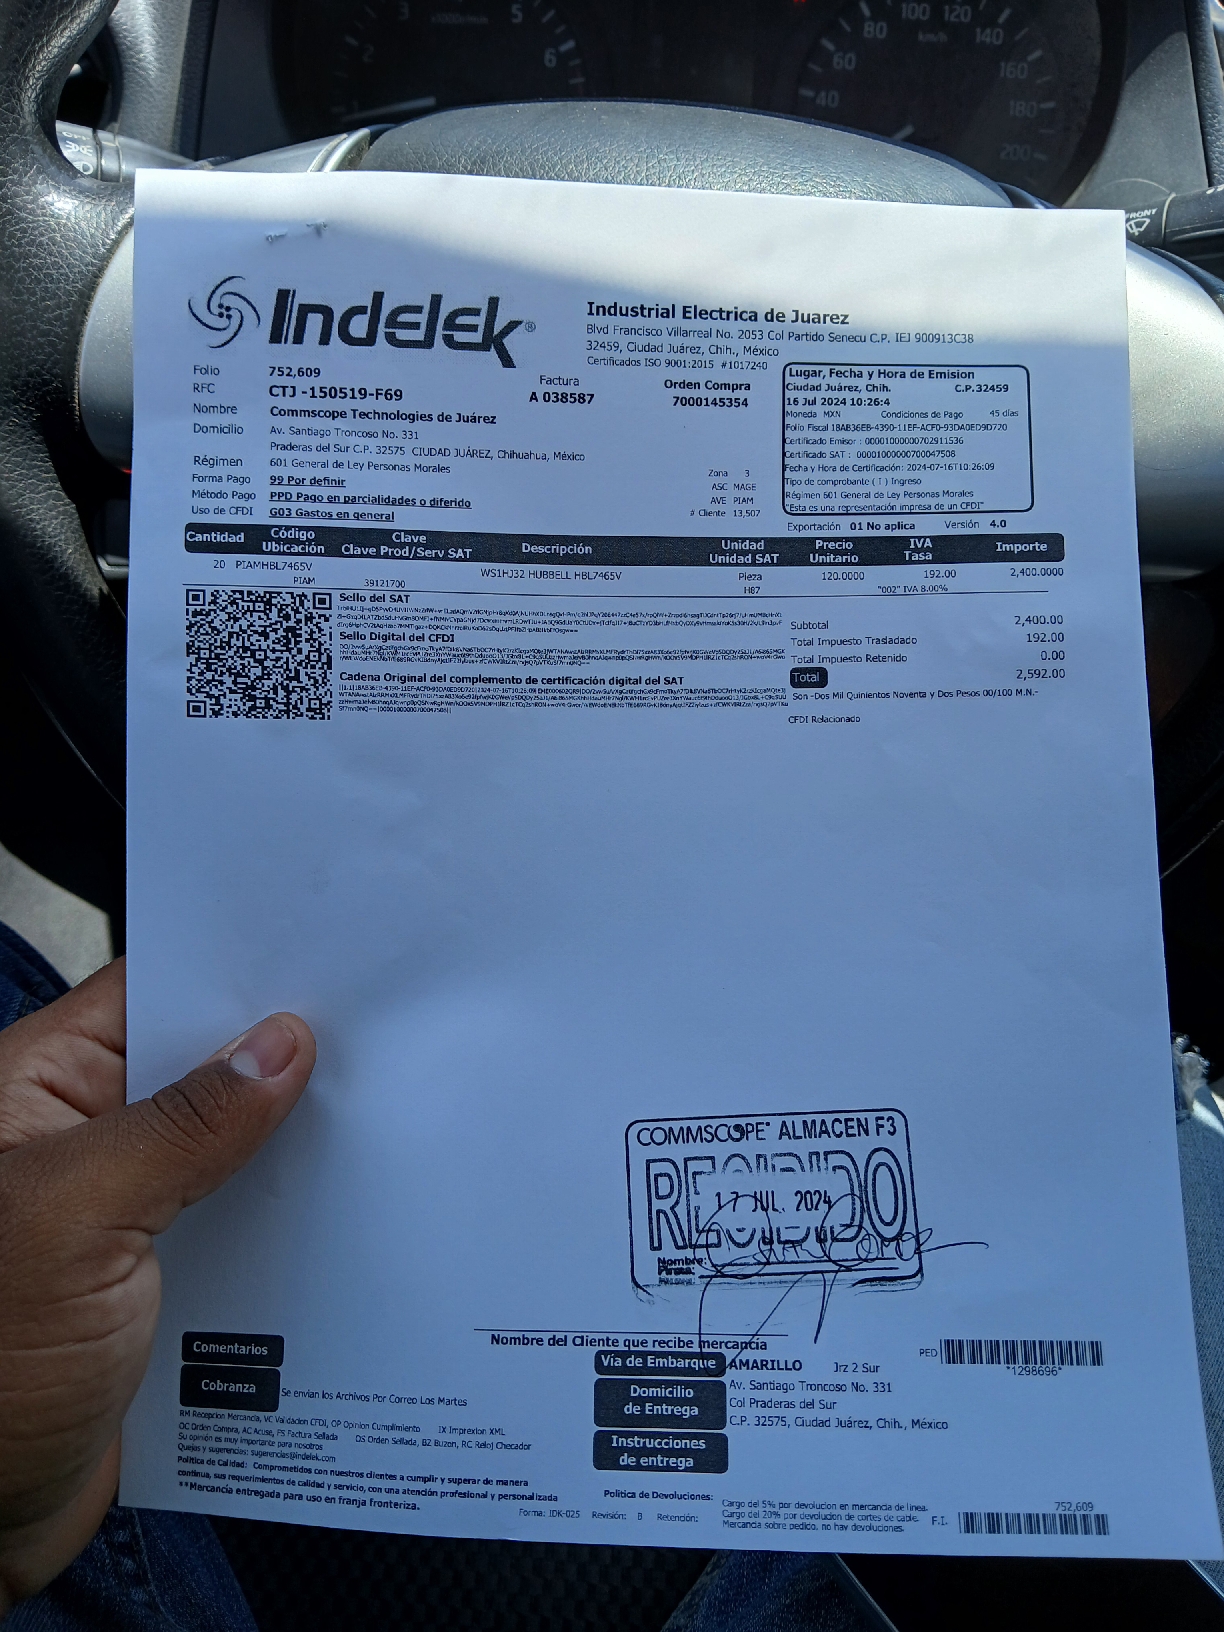 3 x1000r/min 5
2 6
1
100 120
80 km/h 140
60 160
40 180
200
OFF
FRONT
Indelek®
Industrial Electrica de Juarez
Blvd Francisco Villarreal No. 2053 Col Partido Senecu C.P. IEJ 900913C38
32459, Ciudad Juárez, Chih., México
Certificados ISO 9001:2015 #1017240
Folio 752,609
RFC CTJ -150519-F69
Factura
A 038587
Orden Compra
7000145354
Nombre Commscope Technologies de Juárez
Domicilio Av. Santiago Troncoso No. 331
Praderas del Sur C.P. 32575 CIUDAD JUÁREZ, Chihuahua, México
Régimen 601 General de Ley Personas Morales
Forma Pago 99 Por definir
Método Pago PPD Pago en parcialidades o diferido
Uso de CFDI G03 Gastos en general
Zona 3
ASC MAGE
AVE PIAM
# Cliente 13,507
Lugar, Fecha y Hora de Emision
Ciudad Juárez, Chih. C.P.32459
16 Jul 2024 10:26:4
Moneda MXN Condiciones de Pago 45 días
Folio Fiscal 18AB36EB-4390-11EF-ACF0-93DA0ED9D720
Certificado Emisor : 00001000000702911536
Certificado SAT : 00001000000700047508
Fecha y Hora de Certificación: 2024-07-16T10:26:09
Tipo de comprobante ( I ) Ingreso
Régimen 601 General de Ley Personas Morales
"Esta es una representación impresa de un CFDI"
Exportación 01 No aplica Versión 4.0
Cantidad Código Ubicación Clave Clave Prod/Serv SAT Descripción Unidad Unidad SAT Precio Unitario IVA Tasa Importe
20 PIAMHBL7465V WS1HJ32 HUBBELL HBL7465V Pieza 120.0000 192.00 2,400.0000
PIAM 39121700 H87 "002" IVA 8.00%
Sello del SAT
Sello Digital del CFDI
Cadena Original del complemento de certificación digital del SAT
Subtotal 2,400.00
Total Impuesto Trasladado 192.00
Total Impuesto Retenido 0.00
Total 2,592.00
Son -Dos Mil Quinientos Noventa y Dos Pesos 00/100 M.N.-
CFDI Relacionado
COMMSCOPE® ALMACEN F3
RECIBIDO
17 JUL. 2024
Nombre:
Firma:
Nombre del Cliente que recibe mercancía
Comentarios
Cobranza Se envian los Archivos Por Correo Los Martes
Vía de Embarque AMARILLO Jrz 2 Sur
PED *1298696*
Domicilio de Entrega
Av. Santiago Troncoso No. 331
Col Praderas del Sur
C.P. 32575, Ciudad Juárez, Chih., México
Instrucciones de entrega
RM Recepcion Mercancia, VC Validacion CFDI, OP Opinion Cumplimiento IX Imprexion XML
OC Orden Compra, AC Acuse, FS Factura Sellada OS Orden Sellada, BZ Buzon, RC Reloj Checador
Su opinión es muy importante para nosotros
Quejas y sugerencias: sugerencias@indelek.com
Política de Calidad: Comprometidos con nuestros clientes a cumplir y superar de manera
continua, sus requerimientos de calidad y servicio, con una atención profesional y personalizada
**Mercancía entregada para uso en franja fronteriza.
Forma: IDK-025 Revisión: B Retención:
Política de Devoluciones:
Cargo del 5% por devolucion en mercancia de línea.
Cargo del 20% por devolucion de cortes de cable.
Mercancia sobre pedido, no hay devoluciones.
752,609
F.I.